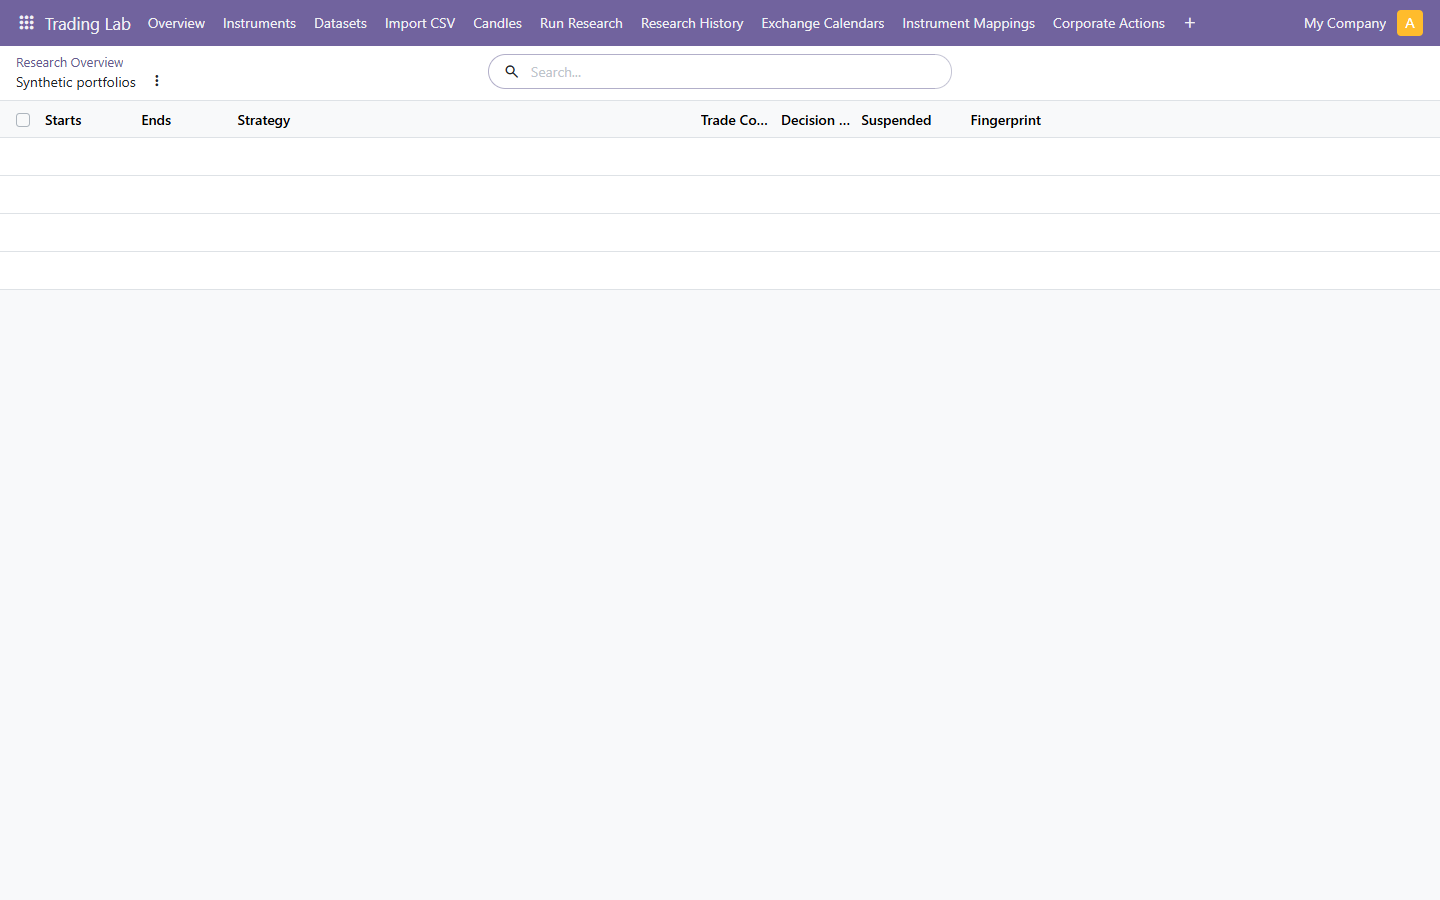 Trading Lab Overview Instruments Datasets Import CSV Candles Run Research Research History Exchange Calendars Instrument Mappings Corporate Actions + My Company A
Research Overview
Synthetic portfolios
Search...
Starts Ends Strategy Trade Co... Decision ... Suspended Fingerprint